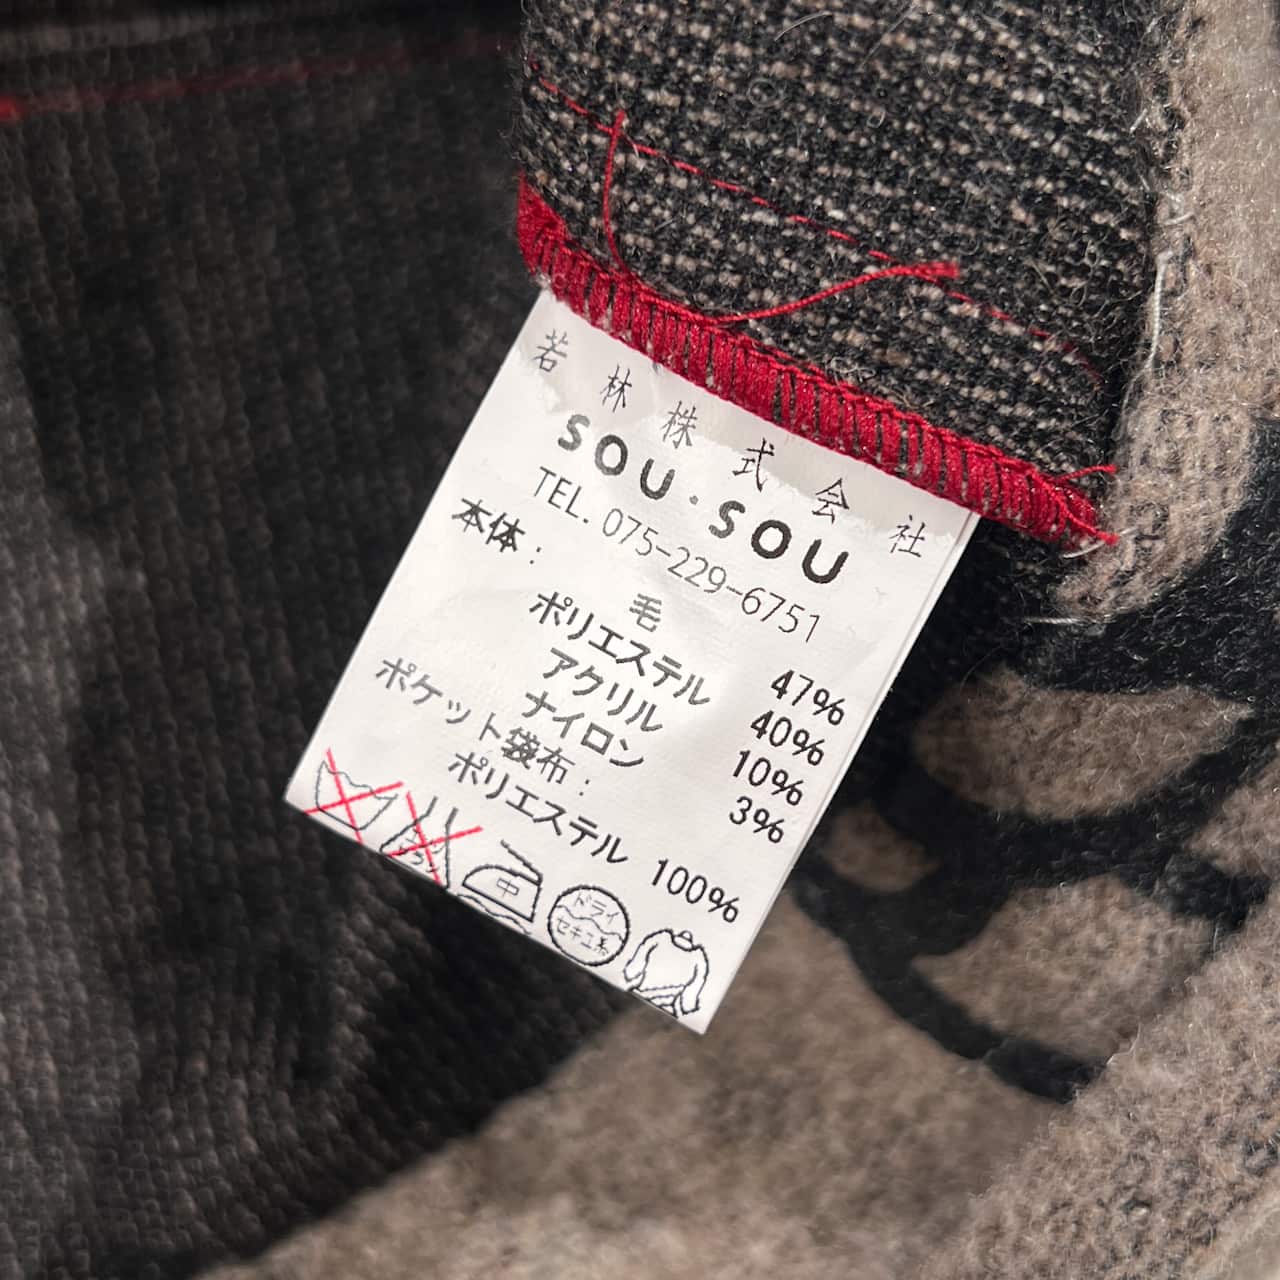 若林株式会社
SOU・SOU
TEL. 075-229-6751
本体：
毛 47%
ポリエステル 40%
アクリル 10%
ナイロン 3%
ポケット袋布：
ポリエステル 100%
中
ドライ
セキユ系